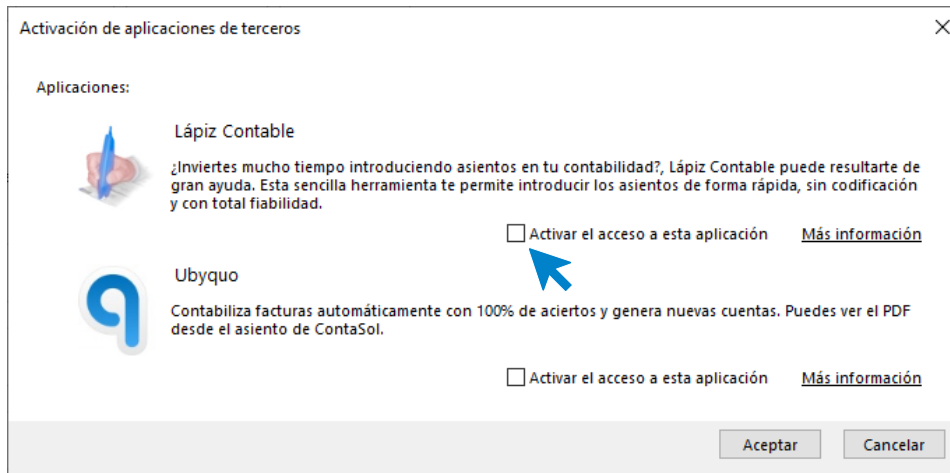 Activación de aplicaciones de terceros
Aplicaciones:
Lápiz Contable
¿Inviertes mucho tiempo introduciendo asientos en tu contabilidad?, Lápiz Contable puede resultarte de
gran ayuda. Esta sencilla herramienta te permite introducir los asientos de forma rápida, sin codificación
y con total fiabilidad.
Activar el acceso a esta aplicación Más información
Ubyquo
Contabiliza facturas automáticamente con 100% de aciertos y genera nuevas cuentas. Puedes ver el PDF
desde el asiento de ContaSol.
Activar el acceso a esta aplicación Más información
Aceptar Cancelar